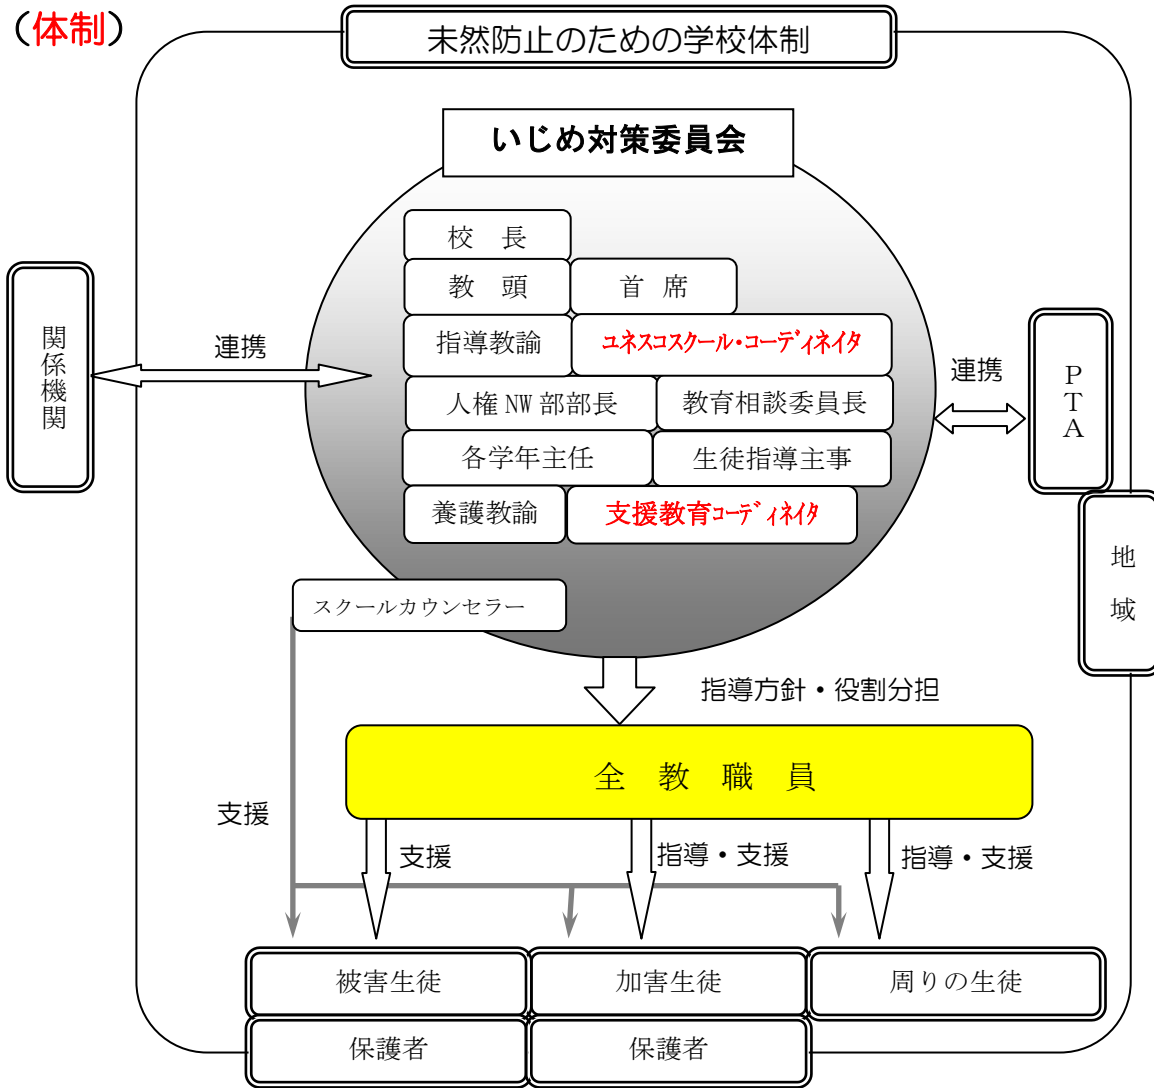 (体制)
未然防止のための学校体制
いじめ対策委員会
校　長
教　頭
首 席
指導教諭
ユネスコスクール・コーディネイタ
人権 NW 部部長
教育相談委員長
各学年主任
生徒指導主事
養護教諭
支援教育ｺｰﾃﾞｨﾈｲﾀ
スクールカウンセラー
関係機関
連携
連携
PTA
地域
指導方針・役割分担
全　教　職　員
支援
支援
指導・支援
指導・支援
被害生徒
加害生徒
周りの生徒
保護者
保護者